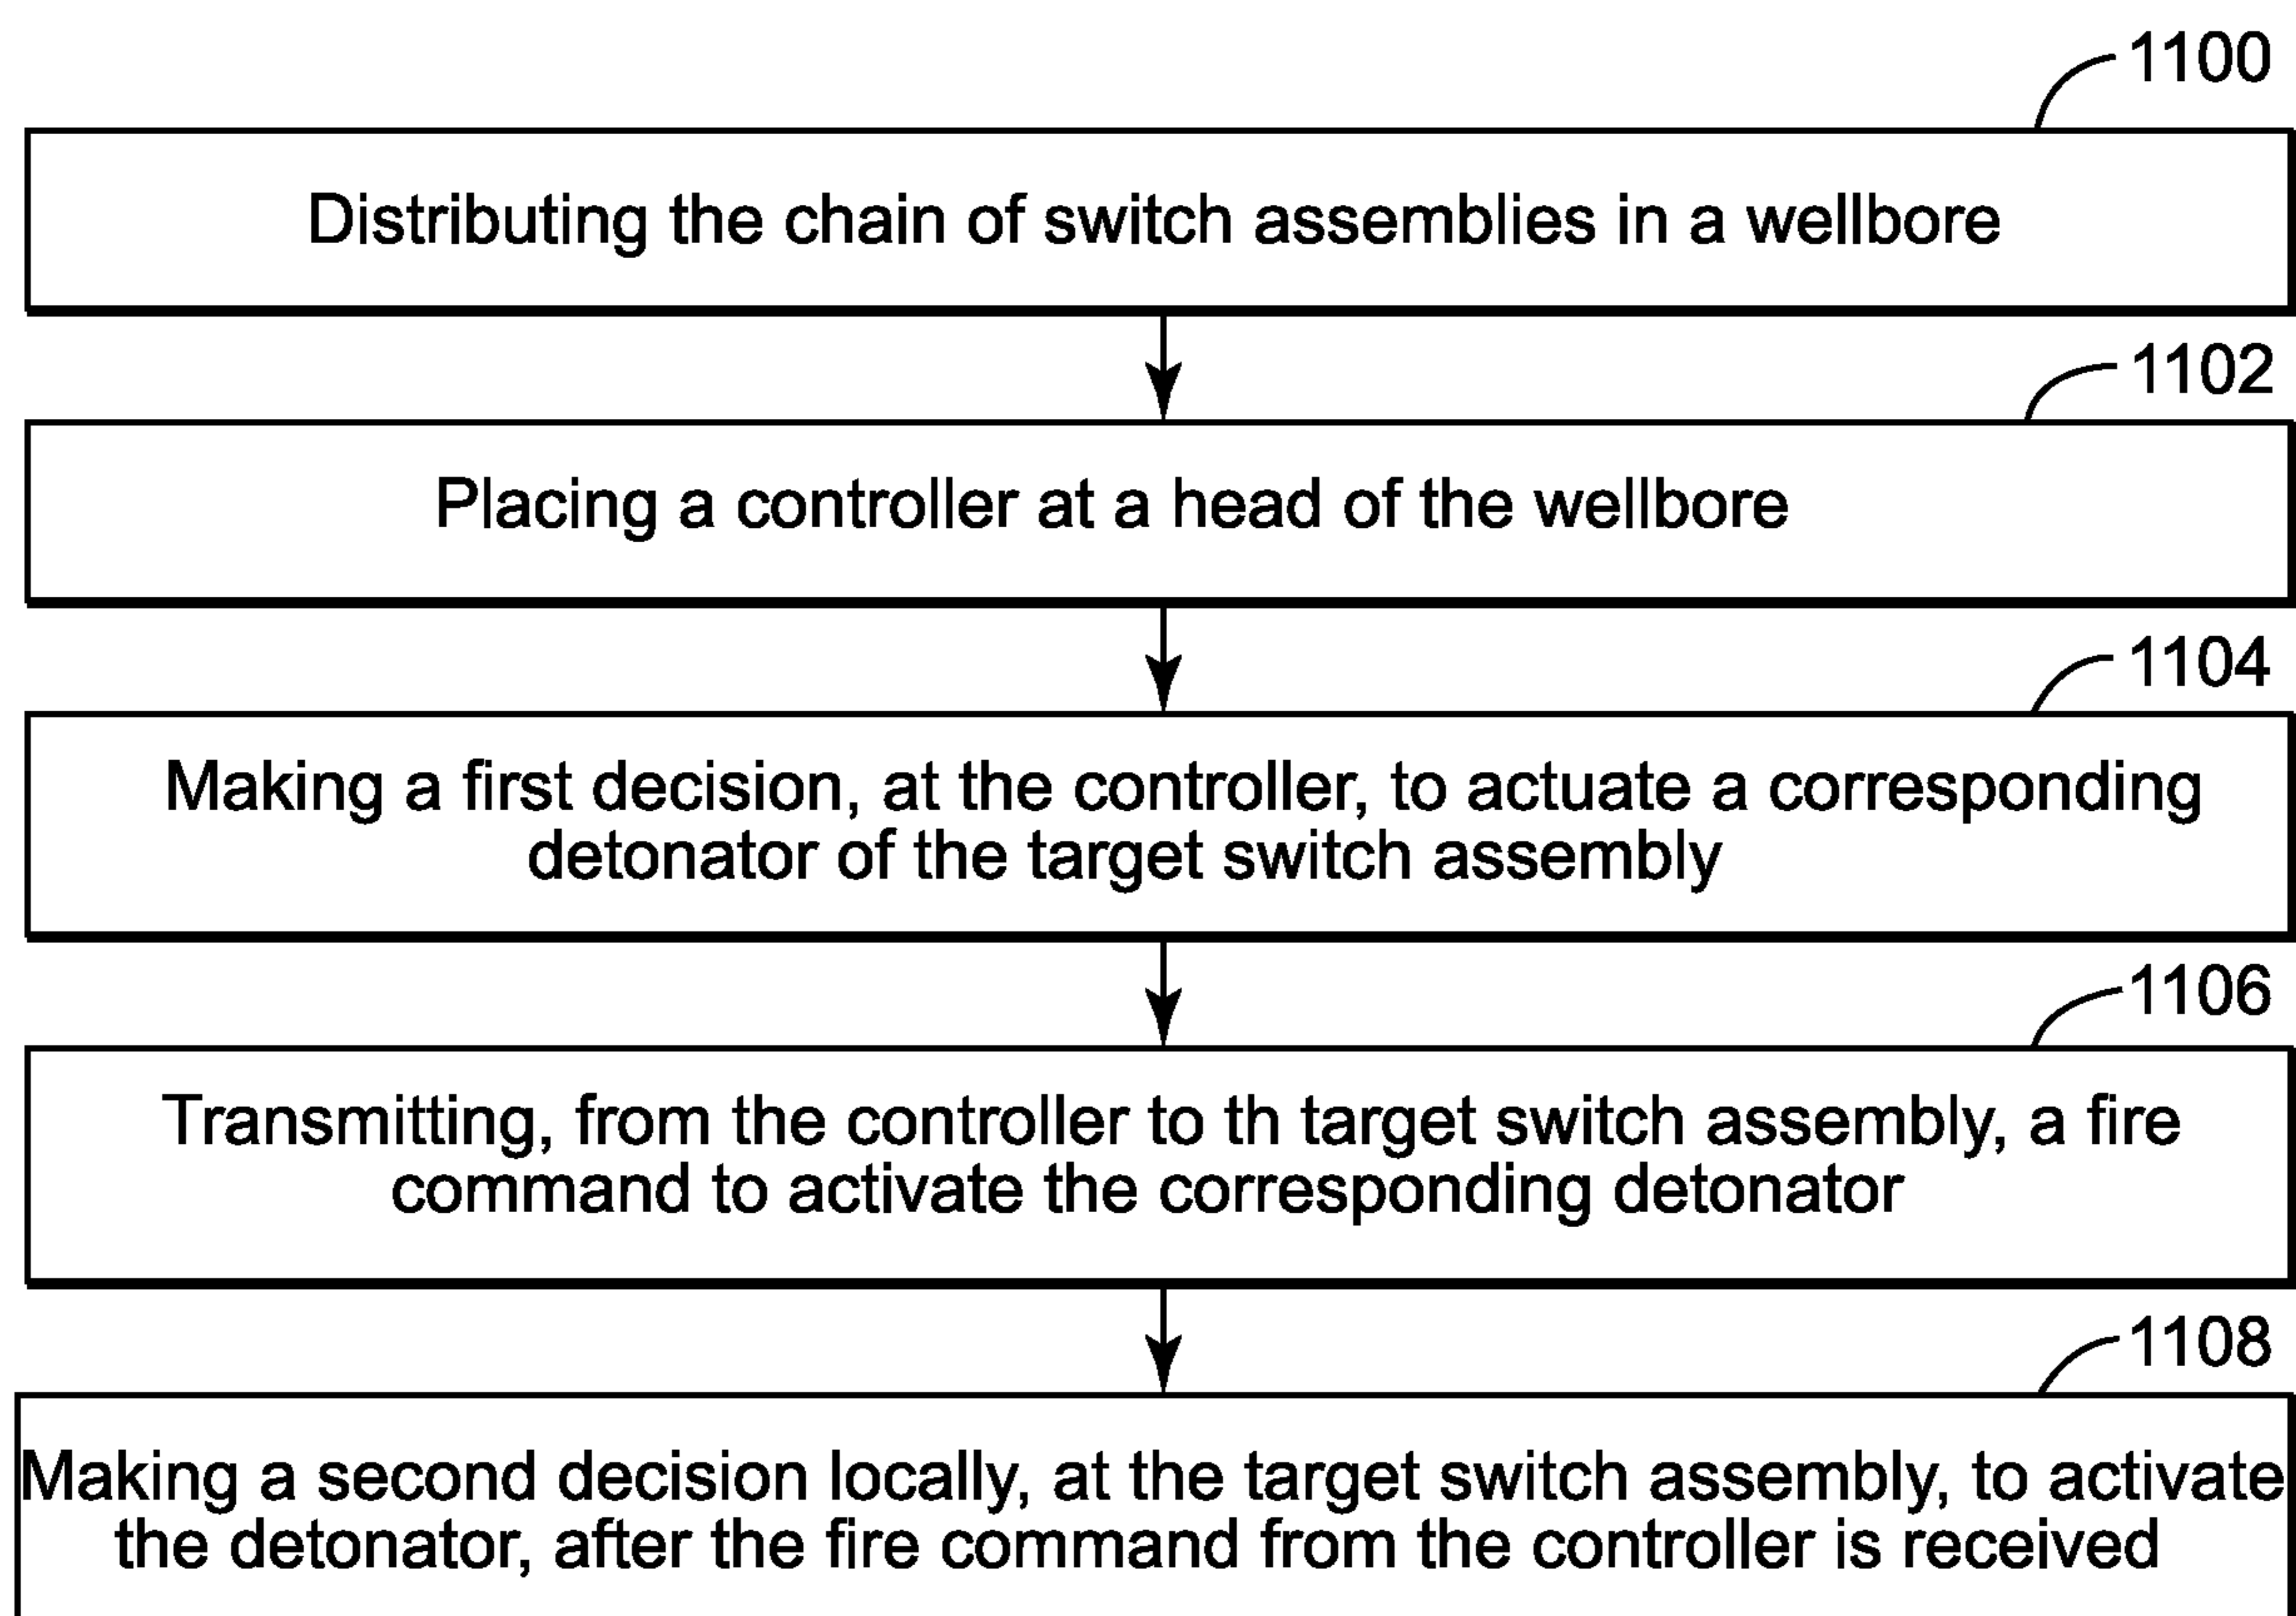 1100
Distributing the chain of switch assemblies in a wellbore
1102
Placing a controller at a head of the wellbore
1104
Making a first decision, at the controller, to actuate a corresponding
detonator of the target switch assembly
1106
Transmitting, from the controller to th target switch assembly, a fire
command to activate the corresponding detonator
1108
Making a second decision locally, at the target switch assembly, to activate
the detonator, after the fire command from the controller is received